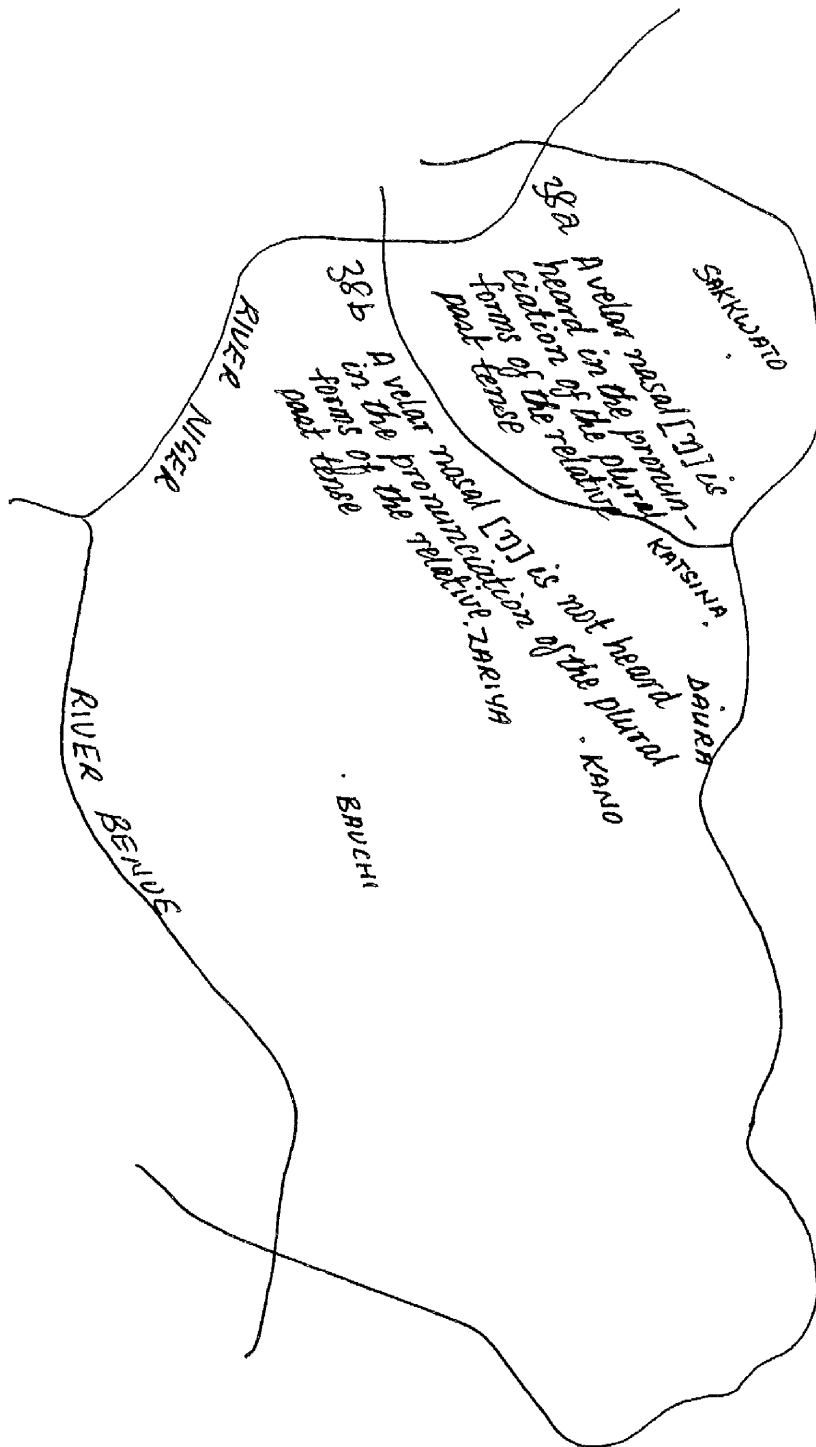 SAKKWATO
38a A velar nasal [ŋ] is
heard in the pronun-
ciation of the plural
forms of the relative
past tense
KATSINA
DAURA
KANO
ZARIYA
38b A velar nasal [ŋ] is not heard
in the pronunciation of the plural
forms of the relative
past tense
BAUCHI
RIVER NIGER
RIVER BENUE